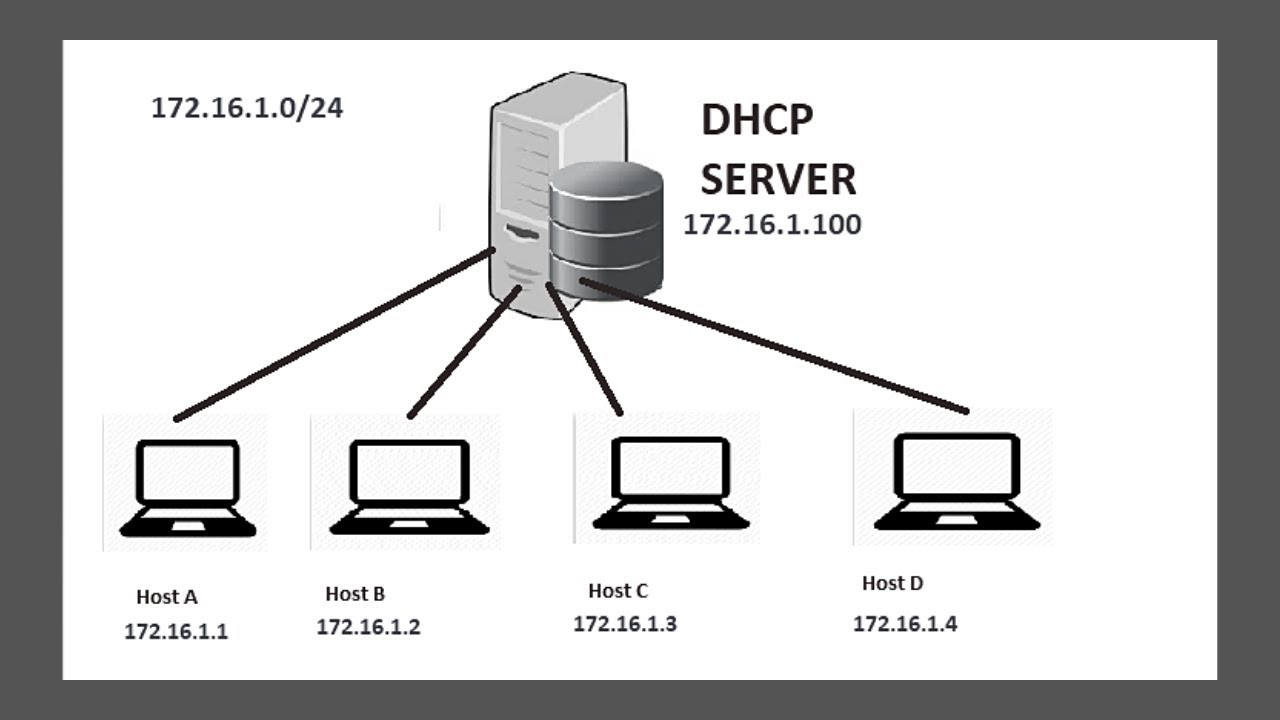 172.16.1.0/24
DHCP
SERVER
172.16.1.100
Host A
172.16.1.1
Host B
172.16.1.2
Host C
172.16.1.3
Host D
172.16.1.4